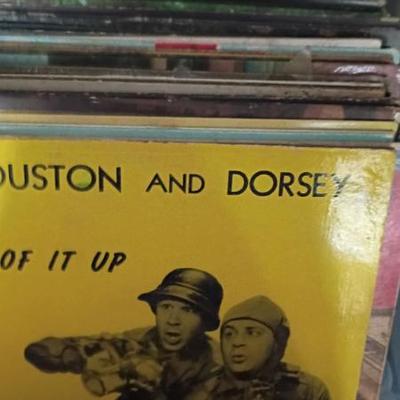 OUSTON AND DORSEY
OF IT UP